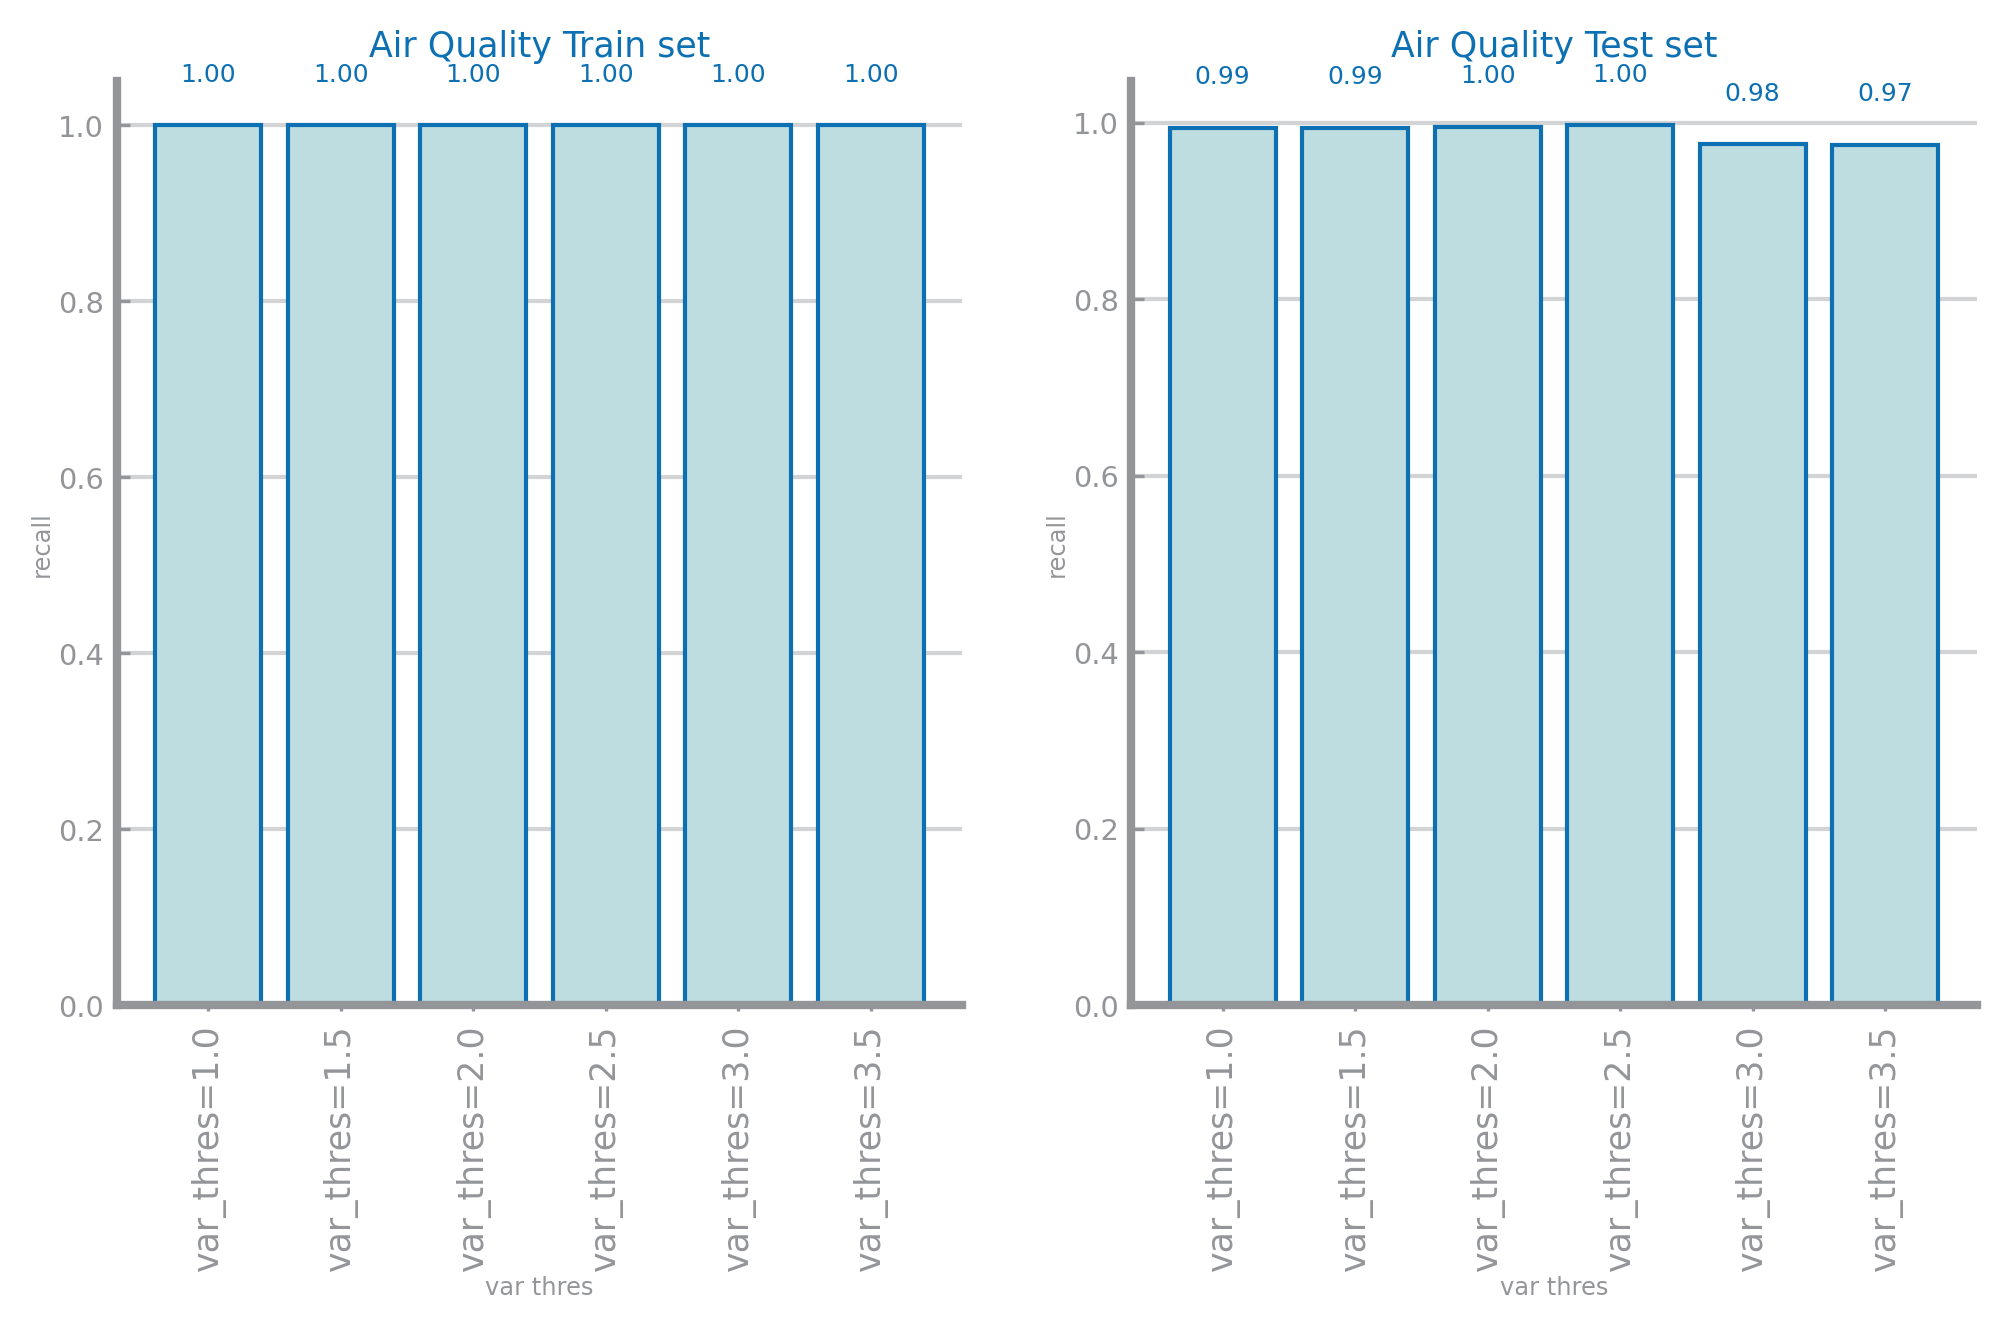 Air Quality Train set
1.00 1.00 1.00 1.00 1.00 1.00
1.0
0.8
0.6
0.4
0.2
0.0
recall
var_thres=1.0
var_thres=1.5
var_thres=2.0
var_thres=2.5
var_thres=3.0
var_thres=3.5
var thres
Air Quality Test set
0.99 0.99 1.00 1.00 0.98 0.97
1.0
0.8
0.6
0.4
0.2
0.0
recall
var_thres=1.0
var_thres=1.5
var_thres=2.0
var_thres=2.5
var_thres=3.0
var_thres=3.5
var thres